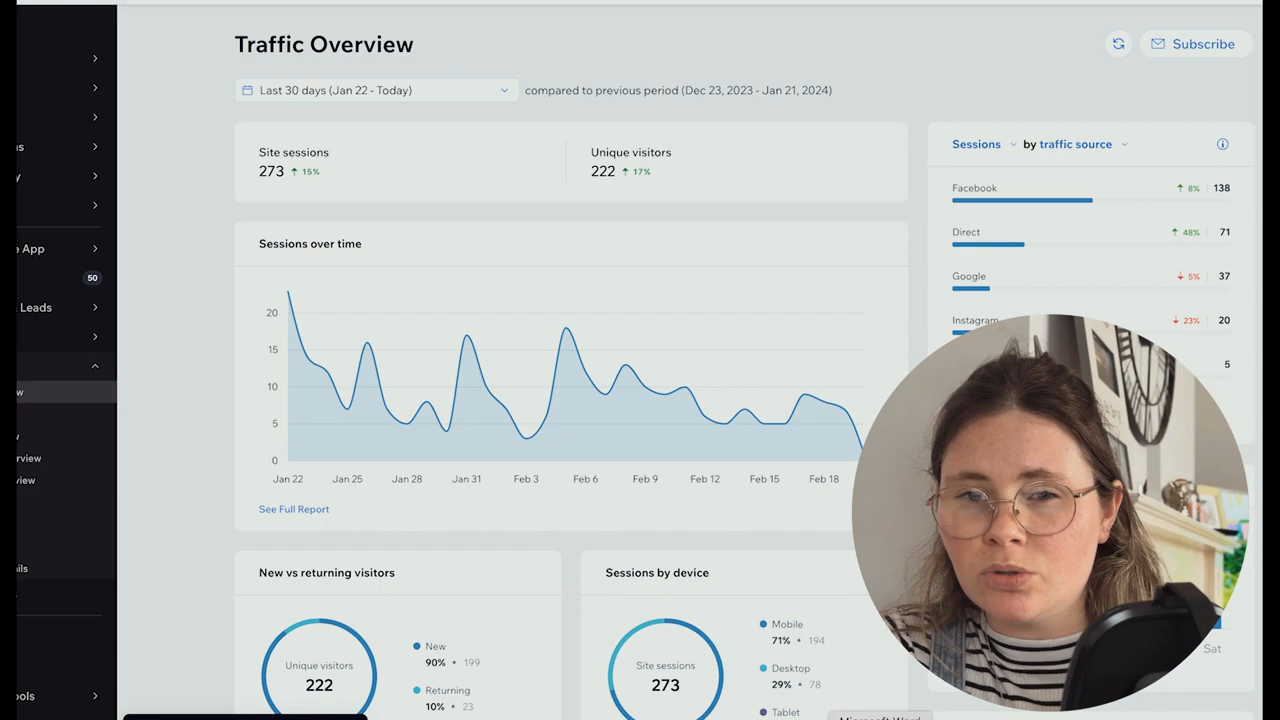 Traffic Overview
Subscribe
Last 30 days (Jan 22 - Today)
compared to previous period (Dec 23, 2023 - Jan 21, 2024)
Site sessions
273 ↑ 15%
Unique visitors
222 ↑ 17%
Sessions by traffic source
Facebook ↑ 8% 138
Direct ↑ 48% 71
Google ↓ 5% 37
Instagram ↓ 23% 20
5
Sessions over time
20
15
10
5
0
Jan 22 Jan 25 Jan 28 Jan 31 Feb 3 Feb 6 Feb 9 Feb 12 Feb 15 Feb 18
See Full Report
New vs returning visitors
Unique visitors
222
New
90% • 199
Returning
10% • 23
Sessions by device
Site sessions
273
Mobile
71% • 194
Desktop
29% • 78
Tablet
Sat
e App
50
Leads
Microsoft Word